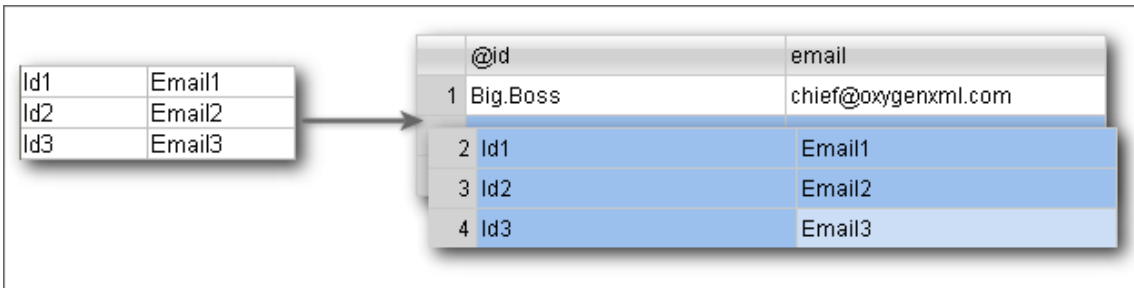 Id1 Email1
Id2 Email2
Id3 Email3
@id email
1 Big.Boss chief@oxygenxml.com
2 Id1 Email1
3 Id2 Email2
4 Id3 Email3